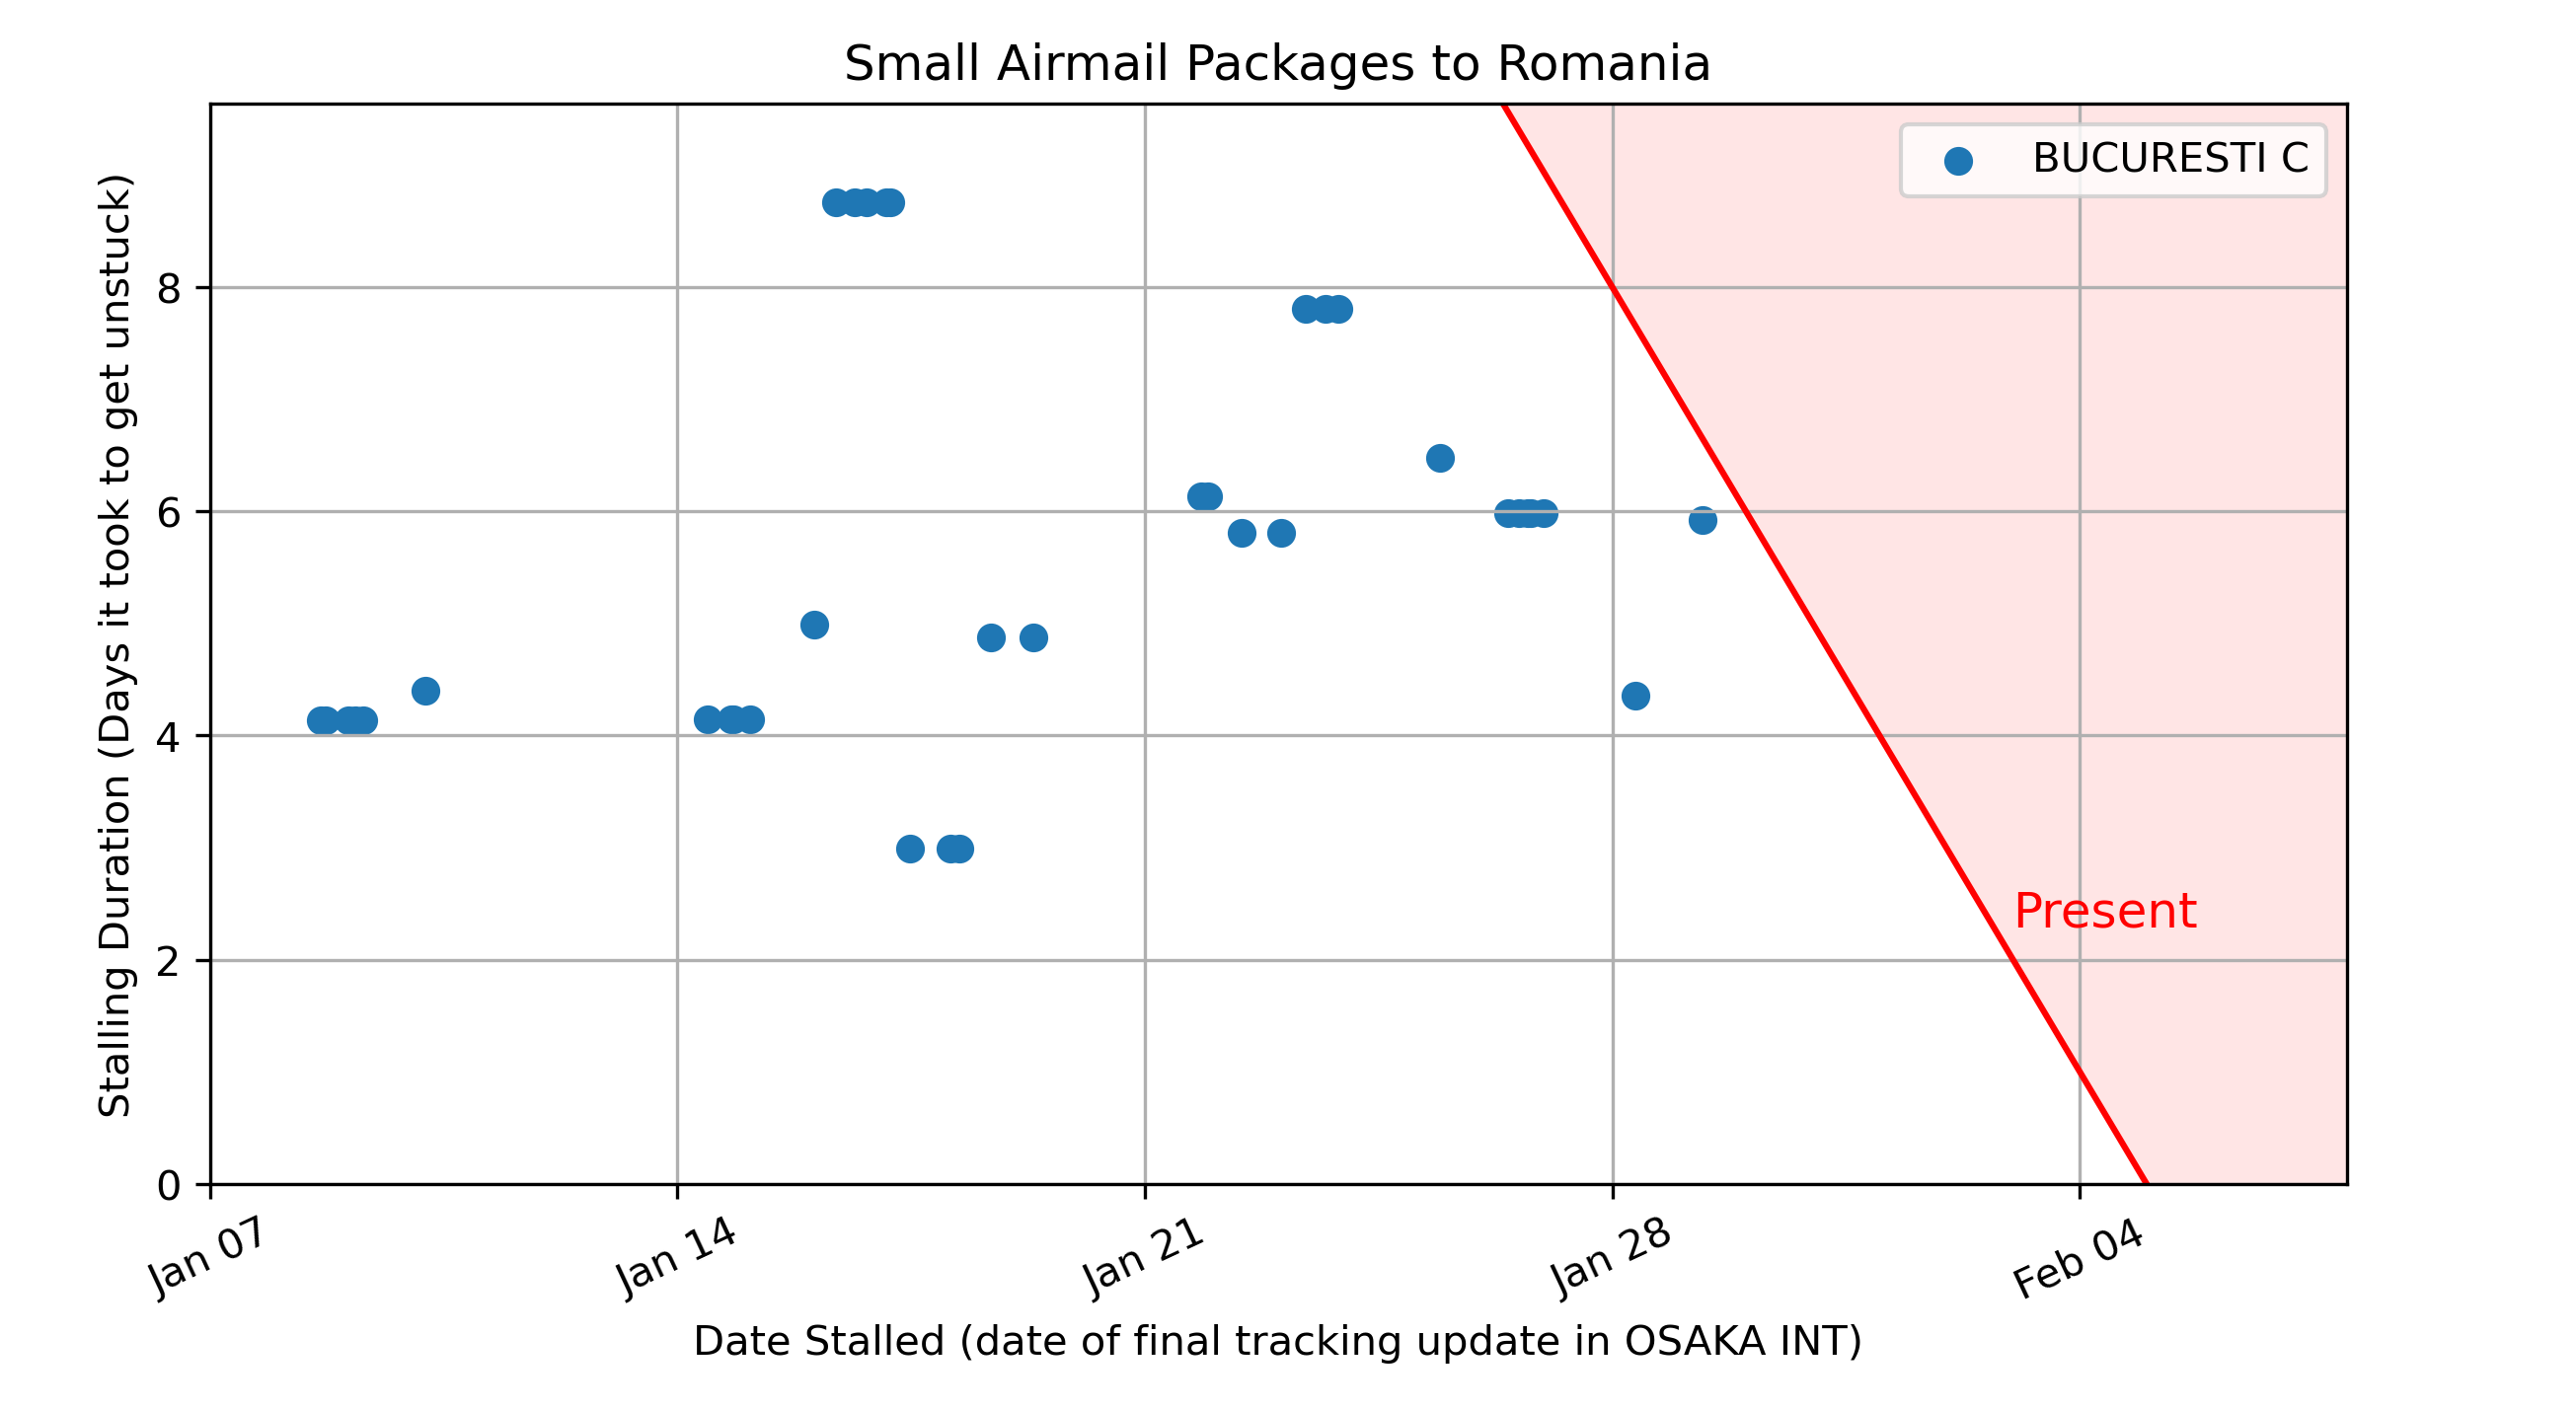 Small Airmail Packages to Romania
BUCURESTI C
Stalling Duration (Days it took to get unstuck)
8
6
4
2
0
Present
Jan 07
Jan 14
Jan 21
Jan 28
Feb 04
Date Stalled (date of final tracking update in OSAKA INT)